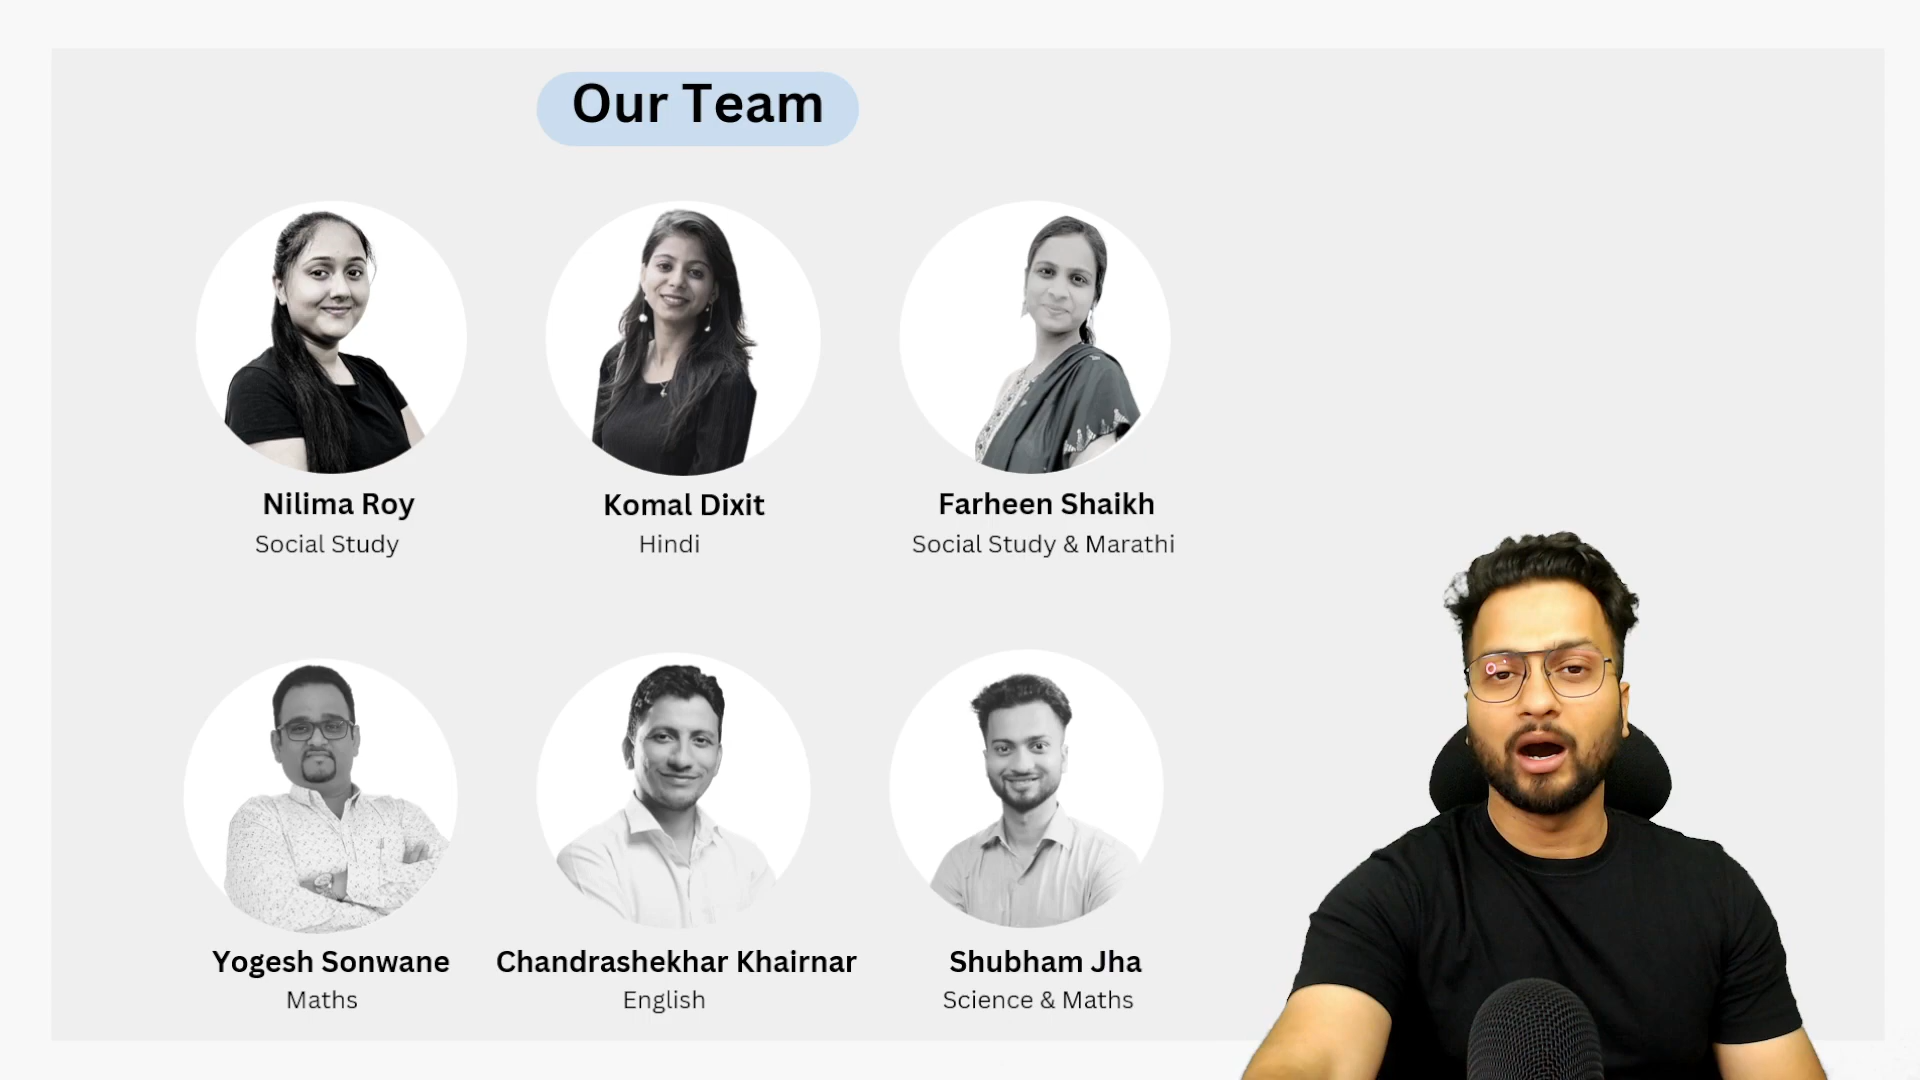 Our Team
Nilima Roy
Social Study
Komal Dixit
Hindi
Farheen Shaikh
Social Study & Marathi
Yogesh Sonwane
Maths
Chandrashekhar Khairnar
English
Shubham Jha
Science & Maths